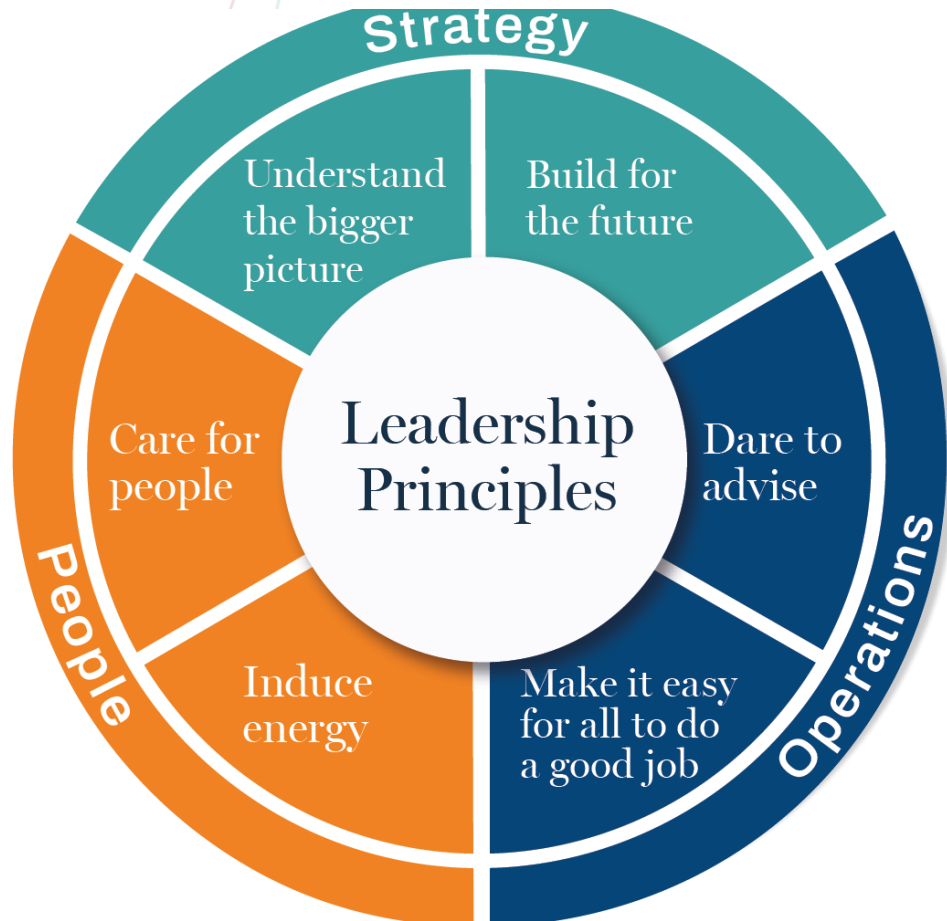 Strategy
Understand
the bigger
picture
Build for
the future
Care for
people
Leadership
Principles
Dare to
advise
People
Induce
energy
Make it easy
for all to do
a good job
Operations